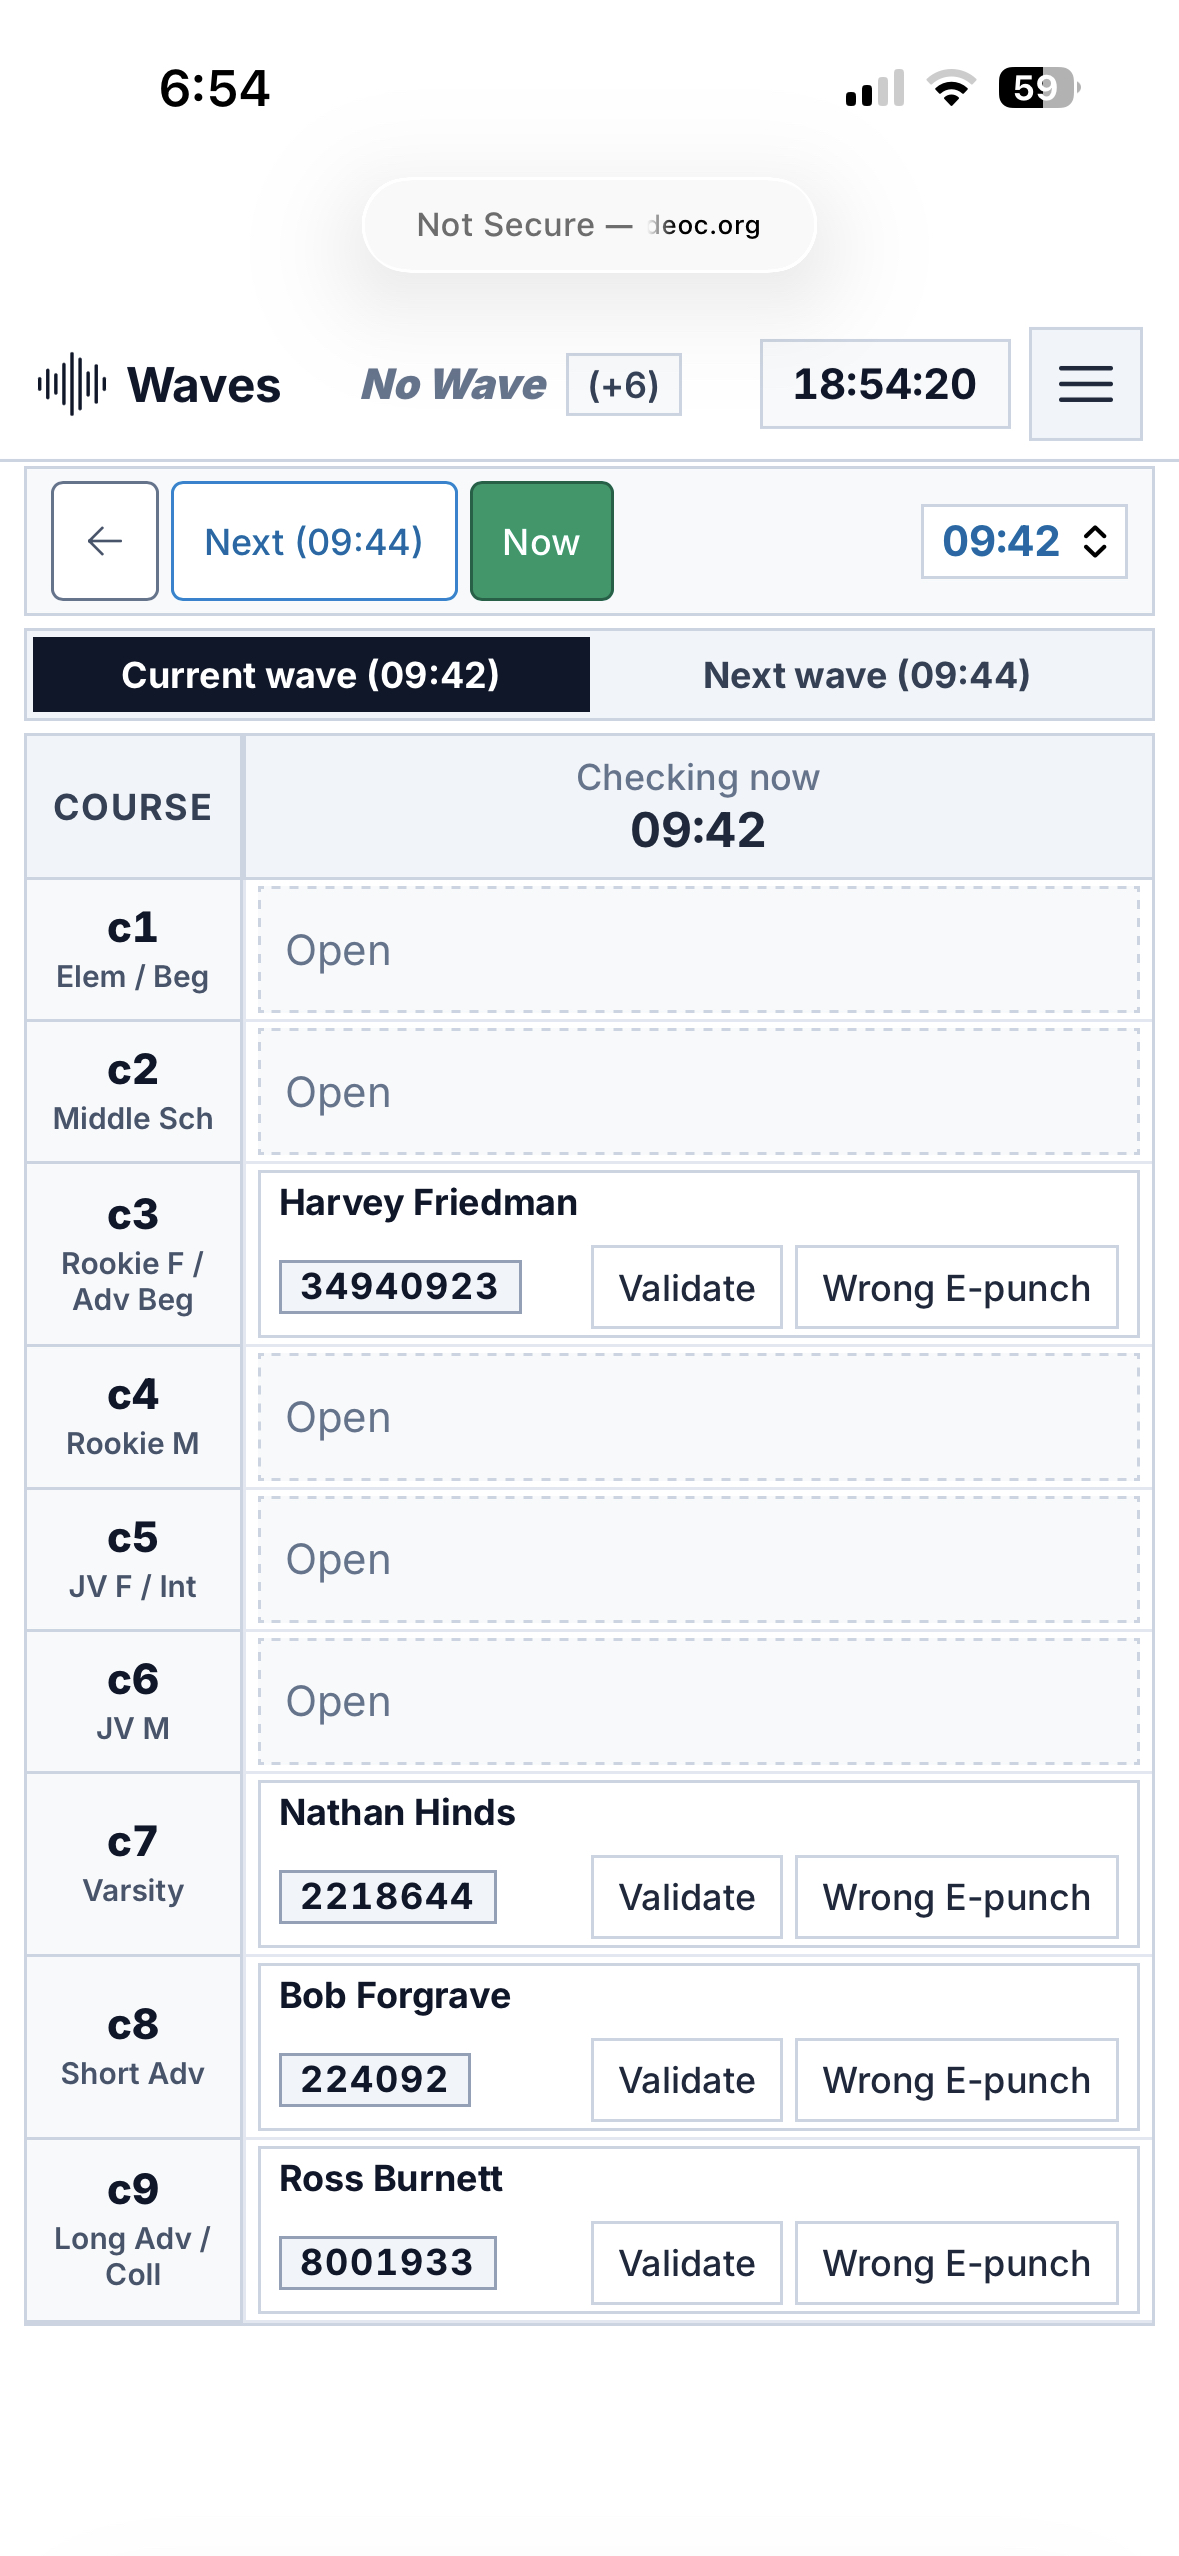 6:54
59
Not Secure — deoc.org
Waves No Wave (+6) 18:54:20
← Next (09:44) Now 09:42
Current wave (09:42) Next wave (09:44)
COURSE
Checking now
09:42
c1
Elem / Beg
Open
c2
Middle Sch
Open
c3
Rookie F /
Adv Beg
Harvey Friedman
34940923 Validate Wrong E-punch
c4
Rookie M
Open
c5
JV F / Int
Open
c6
JV M
Open
c7
Varsity
Nathan Hinds
2218644 Validate Wrong E-punch
c8
Short Adv
Bob Forgrave
224092 Validate Wrong E-punch
c9
Long Adv /
Coll
Ross Burnett
8001933 Validate Wrong E-punch